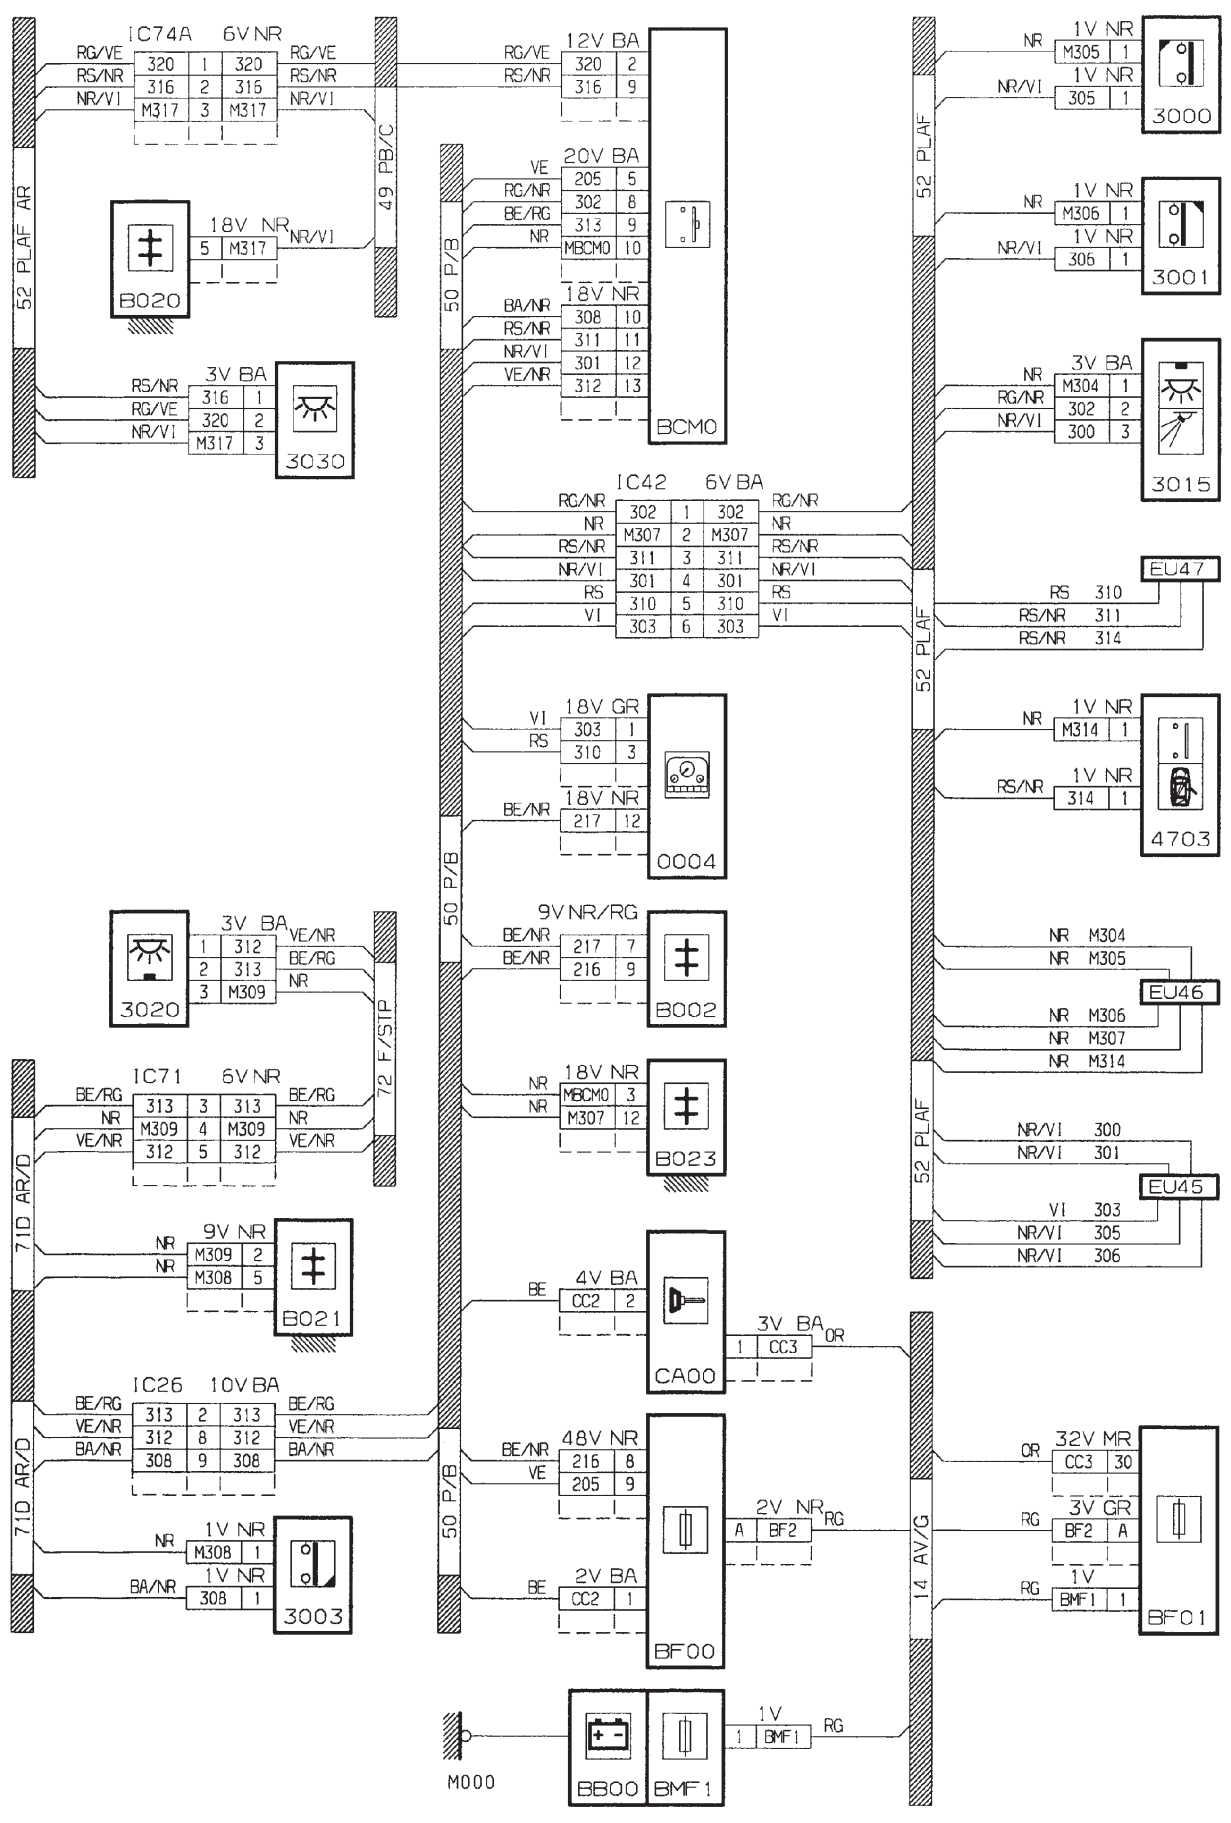 IC74A 6V NR
RG/VE 320 1 320 RG/VE
RS/NR 316 2 316 RS/NR
NR/VI M317 3 M317 NR/VI
52 PLAF AR
49 PB/C
18V NR
5 M317 NR/VI
B020
3V BA
RS/NR 316 1
RG/VE 320 2
NR/VI M317 3
3030
12V BA
RG/VE 320 2
RS/NR 316 9
20V BA
VE 205 5
RG/NR 302 8
BE/RG 313 9
NR MBCM0 10
18V NR
BA/NR 308 10
RS/NR 311 11
NR/VI 301 12
VE/NR 312 13
BCM0
50 P/B
1V NR
NR M305 1
1V NR
NR/VI 305 1
3000
52 PLAF
1V NR
NR M306 1
1V NR
NR/VI 306 1
3001
3V BA
NR M304 1
RG/NR 302 2
NR/VI 300 3
3015
IC42 6V BA
RG/NR 302 1 302 RG/NR
NR M307 2 M307 NR
RS/NR 311 3 311 RS/NR
NR/VI 301 4 301 NR/VI
RS 310 5 310 RS
VI 303 6 303 VI
EU47
RS 310
RS/NR 311
RS/NR 314
52 PLAF
18V GR
VI 303 1
RS 310 3
18V NR
BE/NR 217 12
0004
1V NR
NR M314 1
1V NR
RS/NR 314 1
4703
50 P/B
9V NR/RG
BE/NR 217 7
BE/NR 216 9
B002
3V BA
1 312 VE/NR
2 313 BE/RG
3 M309 NR
3020
72 F/STP
NR M304
NR M305
EU46
NR M306
NR M307
NR M314
18V NR
NR MBCM0 3
NR M307 12
B023
IC71 6V NR
BE/RG 313 3 313 BE/RG
NR M309 4 M309 NR
VE/NR 312 5 312 VE/NR
71D AR/D
52 PLAF
NR/VI 300
NR/VI 301
EU45
VI 303
NR/VI 305
NR/VI 306
9V NR
NR M309 2
NR M308 5
B021
4V BA
BE CC2 2
3V BA
1 CC3 OR
CA00
IC26 10V BA
BE/RG 313 2 313 BE/RG
VE/NR 312 8 312 VE/NR
BA/NR 308 9 308 BA/NR
71D AR/D
50 P/B
48V NR
BE/NR 216 8
VE 205 9
2V NR
A BF2 RG
2V BA
BE CC2 1
BF00
14 AV/G
32V MR
OR CC3 30
3V GR
RG BF2 A
1V
RG BMF1 1
BF01
1V NR
NR M308 1
1V NR
BA/NR 308 1
3003
M000
BB00
BMF1
1V
1 BMF1 RG